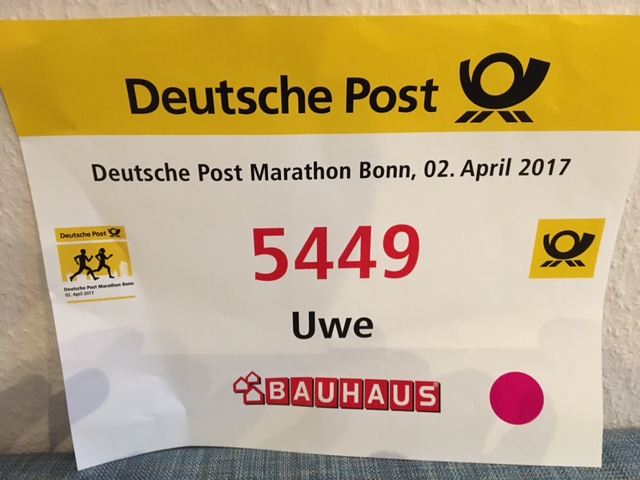 Deutsche Post
Deutsche Post Marathon Bonn, 02. April 2017
5449
Uwe
Deutsche Post
Deutsche Post Marathon Bonn
02. April 2017
BAUHAUS